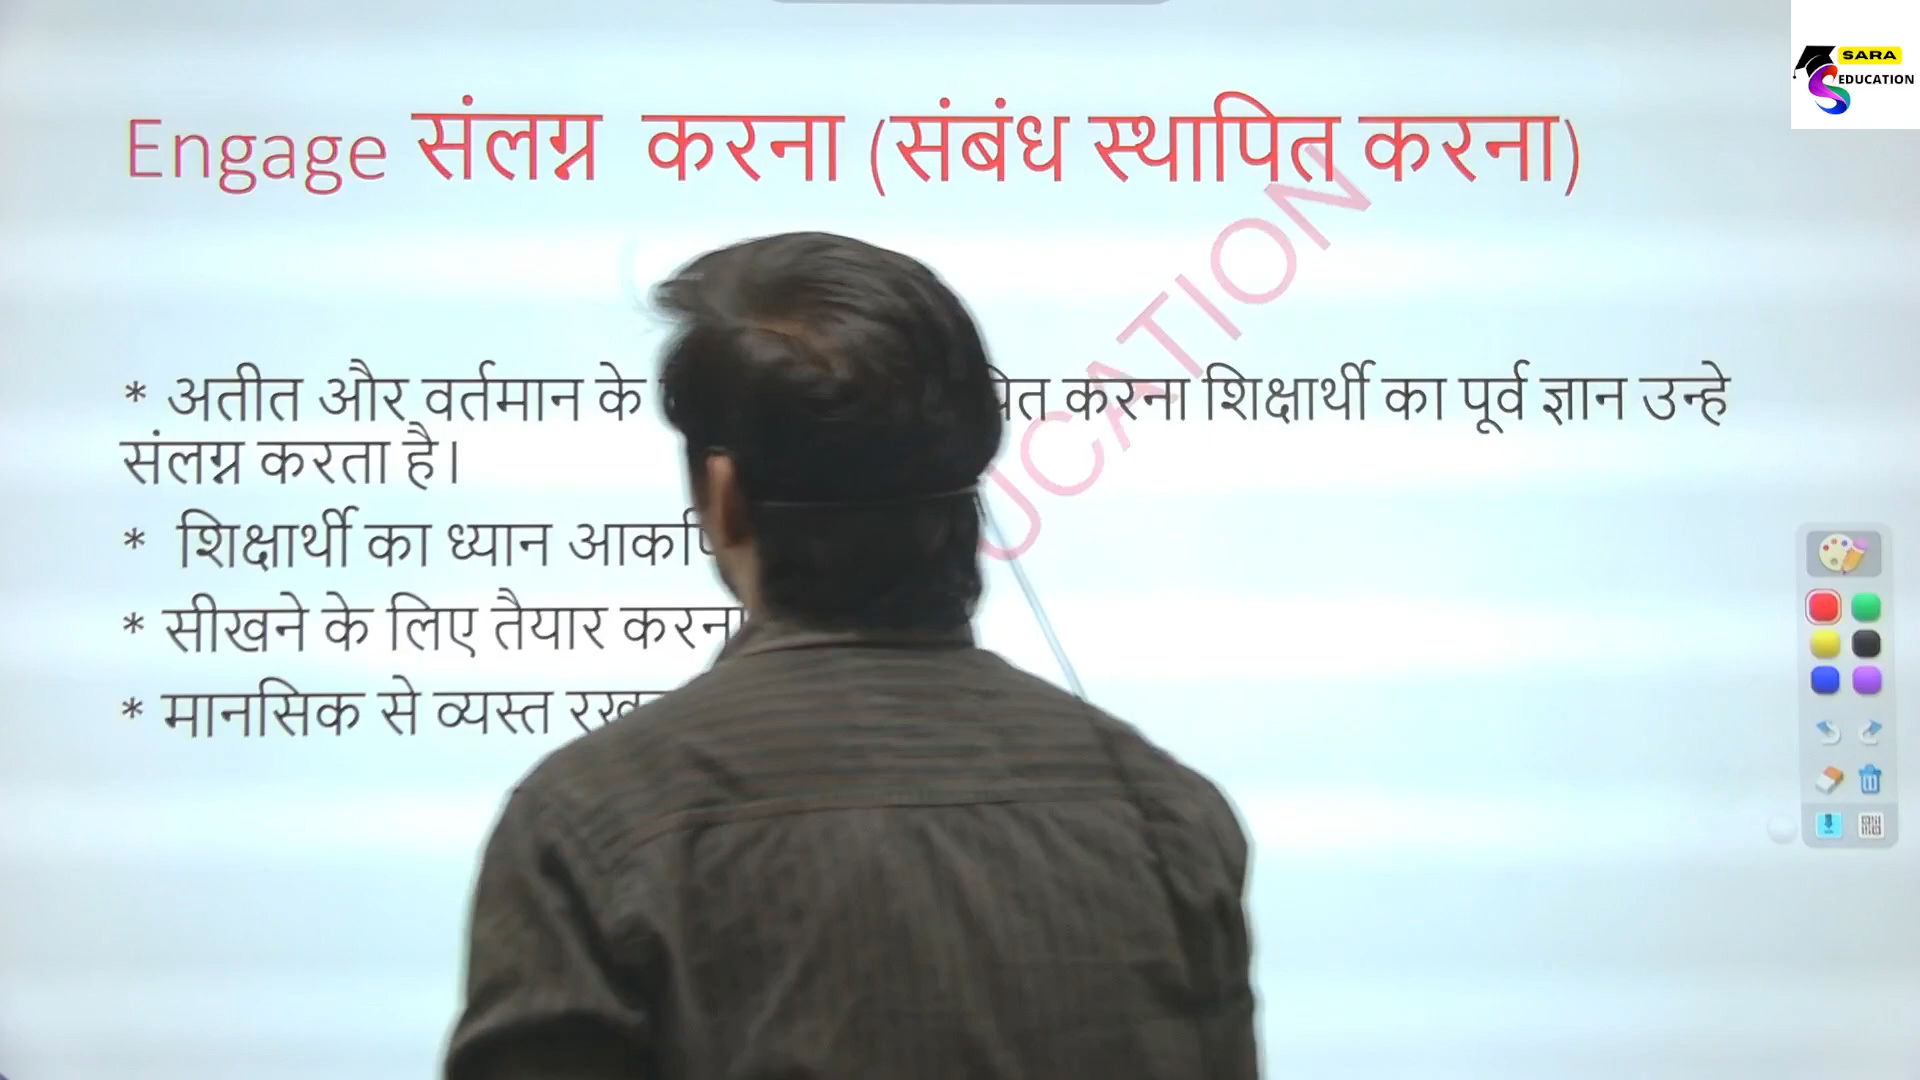 SARA
EDUCATION
Engage संलग्न करना (संबंध स्थापित करना)
UCATION
* अतीत और वर्तमान के करना शिक्षार्थी का पूर्व ज्ञान उन्हे
संलग्न करता है।
* शिक्षार्थी का ध्यान
* सीखने के लिए तैयार
* मानसिक से व्यस्त